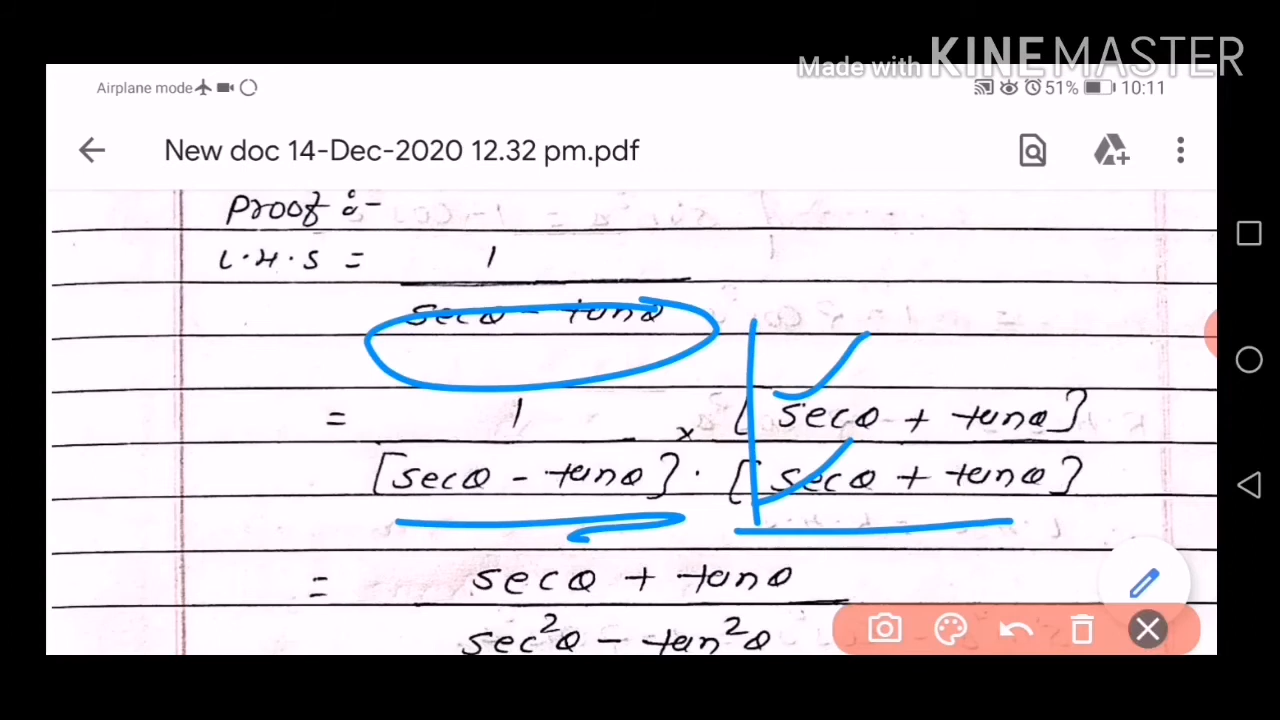 Made with KINEMASTER
Airplane mode 51% 10:11
New doc 14-Dec-2020 12.32 pm.pdf
Proof :-
L.H.S = 1
secθ - tanθ
= 1 × [secθ + tanθ]
[secθ - tanθ] · [secθ + tanθ]
= secθ + tanθ
sec²θ - tan²θ